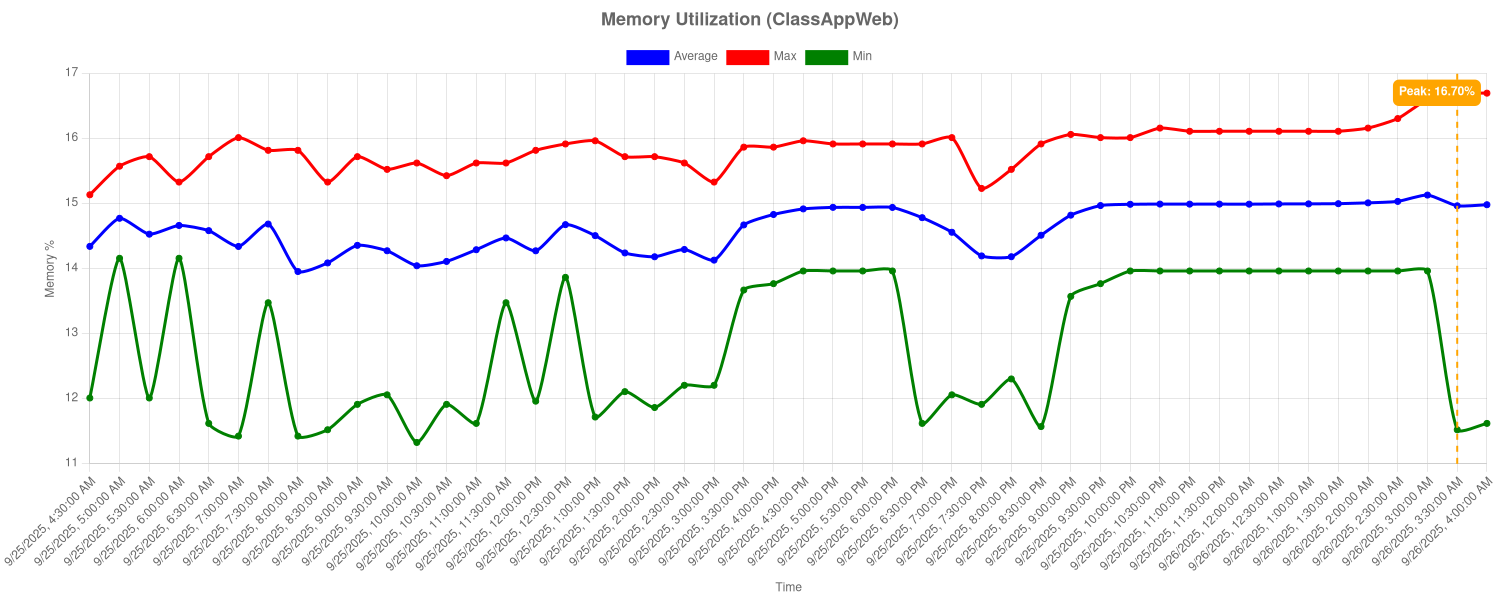 Memory Utilization (ClassAppWeb)
Average Max Min
17
Peak: 16.70%
16
15
14
Memory %
13
12
11
9/25/2025, 4:30:00 AM
9/25/2025, 5:00:00 AM
9/25/2025, 5:30:00 AM
9/25/2025, 6:00:00 AM
9/25/2025, 6:30:00 AM
9/25/2025, 7:00:00 AM
9/25/2025, 7:30:00 AM
9/25/2025, 8:00:00 AM
9/25/2025, 8:30:00 AM
9/25/2025, 9:00:00 AM
9/25/2025, 9:30:00 AM
9/25/2025, 10:00:00 AM
9/25/2025, 10:30:00 AM
9/25/2025, 11:00:00 AM
9/25/2025, 11:30:00 AM
9/25/2025, 12:00:00 PM
9/25/2025, 12:30:00 PM
9/25/2025, 1:00:00 PM
9/25/2025, 1:30:00 PM
9/25/2025, 2:00:00 PM
9/25/2025, 2:30:00 PM
9/25/2025, 3:00:00 PM
9/25/2025, 3:30:00 PM
9/25/2025, 4:00:00 PM
9/25/2025, 4:30:00 PM
9/25/2025, 5:00:00 PM
9/25/2025, 5:30:00 PM
9/25/2025, 6:00:00 PM
9/25/2025, 6:30:00 PM
9/25/2025, 7:00:00 PM
9/25/2025, 7:30:00 PM
9/25/2025, 8:00:00 PM
9/25/2025, 8:30:00 PM
9/25/2025, 9:00:00 PM
9/25/2025, 9:30:00 PM
9/25/2025, 10:00:00 PM
9/25/2025, 10:30:00 PM
9/25/2025, 11:00:00 PM
9/25/2025, 11:30:00 PM
9/26/2025, 12:00:00 AM
9/26/2025, 12:30:00 AM
9/26/2025, 1:00:00 AM
9/26/2025, 1:30:00 AM
9/26/2025, 2:00:00 AM
9/26/2025, 2:30:00 AM
9/26/2025, 3:00:00 AM
9/26/2025, 3:30:00 AM
9/26/2025, 4:00:00 AM
Time